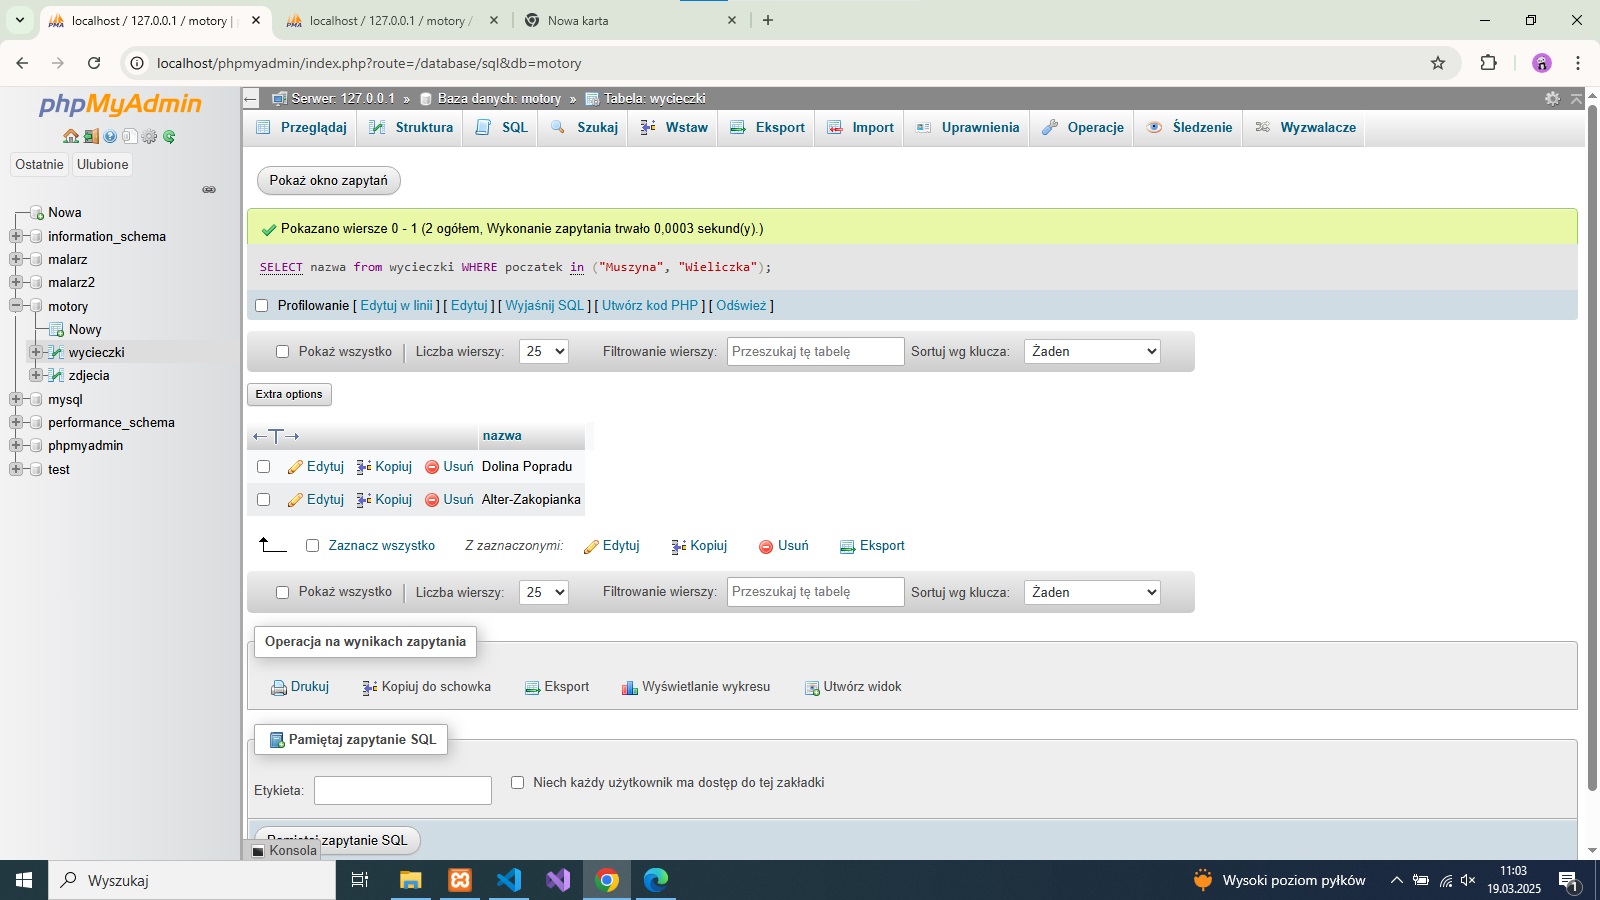 localhost / 127.0.0.1 / motory | p
localhost / 127.0.0.1 / motory /
Nowa karta
localhost/phpmyadmin/index.php?route=/database/sql&db=motory
phpMyAdmin
Ostatnie
Ulubione
Nowa
information_schema
malarz
malarz2
motory
Nowy
wycieczki
zdjecia
mysql
performance_schema
phpmyadmin
test
Serwer: 127.0.0.1 » Baza danych: motory » Tabela: wycieczki
Przeglądaj Struktura SQL Szukaj Wstaw Eksport Import Uprawnienia Operacje Śledzenie Wyzwalacze
Pokaż okno zapytań
Pokazano wiersze 0 - 1 (2 ogółem, Wykonanie zapytania trwało 0,0003 sekund(y).)
SELECT nazwa from wycieczki WHERE poczatek in ("Muszyna", "Wieliczka");
Profilowanie [ Edytuj w linii ] [ Edytuj ] [ Wyjaśnij SQL ] [ Utwórz kod PHP ] [ Odśwież ]
Pokaż wszystko Liczba wierszy: 25 Filtrowanie wierszy: Przeszukaj tę tabelę Sortuj wg klucza: Żaden
Extra options
←T→ nazwa
Edytuj Kopiuj Usuń Dolina Popradu
Edytuj Kopiuj Usuń Alter-Zakopianka
Zaznacz wszystko Z zaznaczonymi: Edytuj Kopiuj Usuń Eksport
Pokaż wszystko Liczba wierszy: 25 Filtrowanie wierszy: Przeszukaj tę tabelę Sortuj wg klucza: Żaden
Operacja na wynikach zapytania
Drukuj Kopiuj do schowka Eksport Wyświetlanie wykresu Utwórz widok
Pamiętaj zapytanie SQL
Etykieta: Niech każdy użytkownik ma dostęp do tej zakładki
Pamiętaj zapytanie SQL
Konsola
Wyszukaj
Wysoki poziom pyłków
11:03
19.03.2025
1